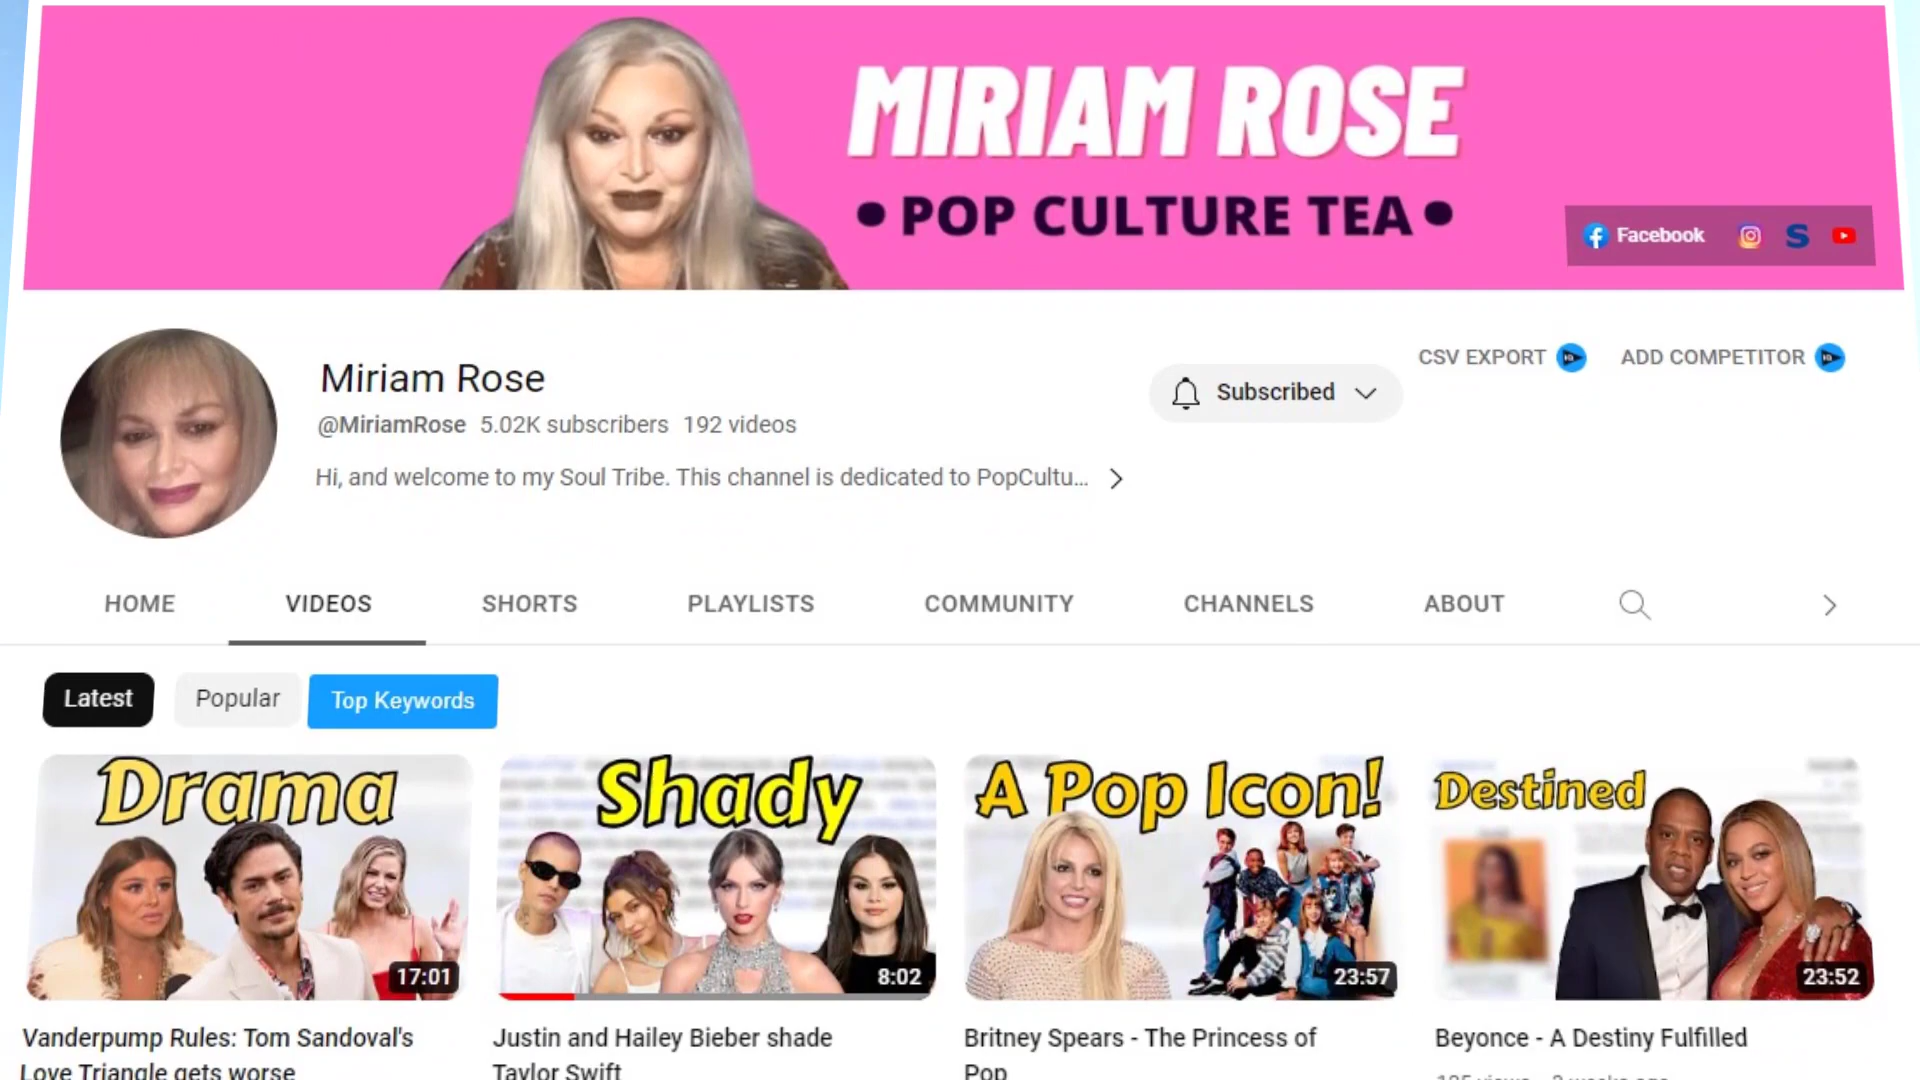 MIRIAM ROSE
• POP CULTURE TEA •
Facebook
Miriam Rose
@MiriamRose 5.02K subscribers 192 videos
Hi, and welcome to my Soul Tribe. This channel is dedicated to PopCultu...
Subscribed
CSV EXPORT
ADD COMPETITOR
HOME VIDEOS SHORTS PLAYLISTS COMMUNITY CHANNELS ABOUT
Latest Popular Top Keywords
Drama
17:01
Shady
8:02
A Pop Icon!
23:57
Destined
23:52
Vanderpump Rules: Tom Sandoval's
Love Triangle gets worse
Justin and Hailey Bieber shade
Taylor Swift
Britney Spears - The Princess of
Pop
Beyonce - A Destiny Fulfilled